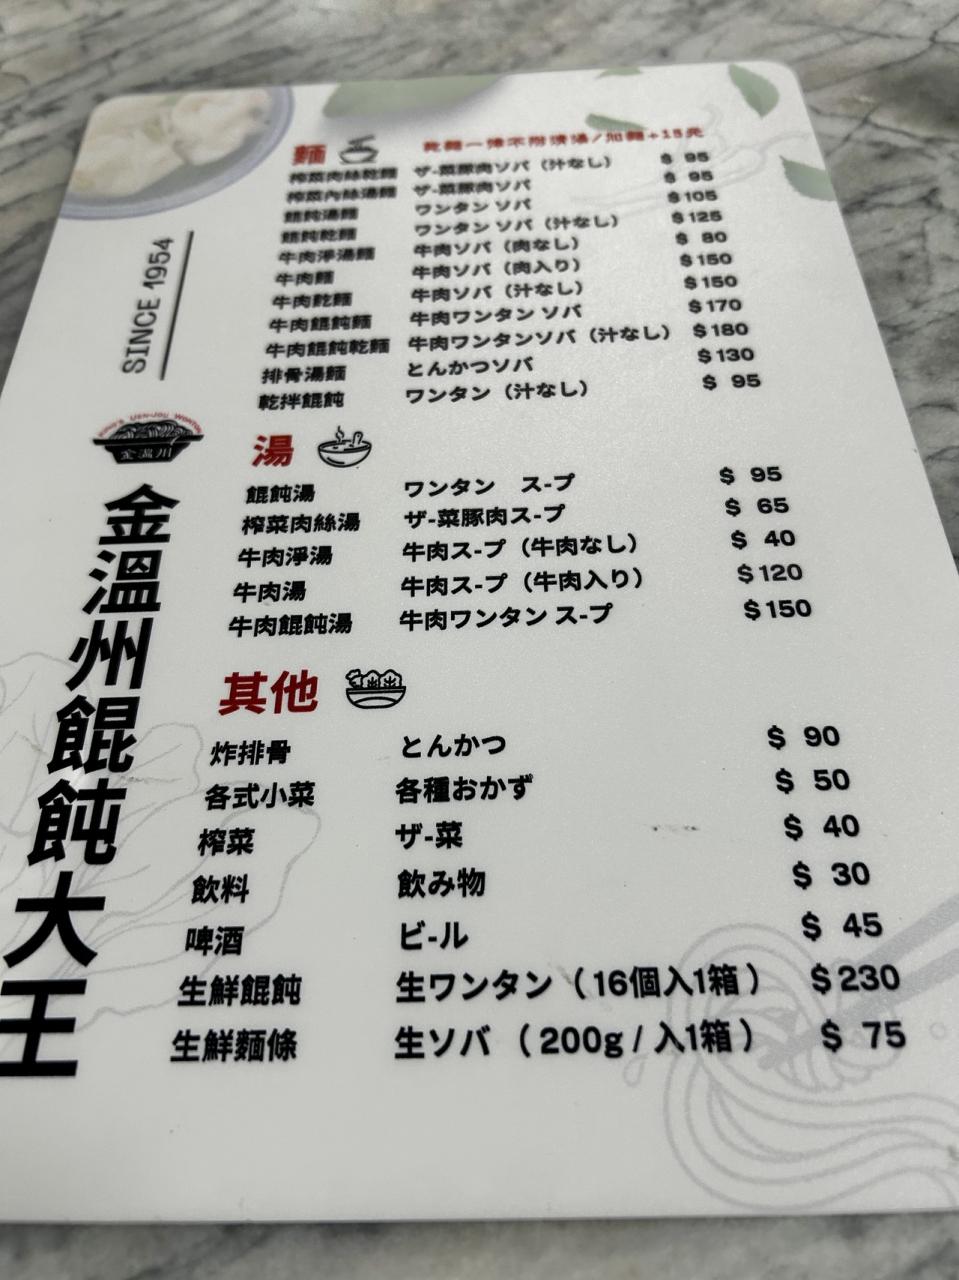 麵 乾麵一律不附清湯/加麵+15元
榨菜肉絲乾麵 ザ-菜豚肉ソバ（汁なし） $ 95
榨菜肉絲湯麵 ザ-菜豚肉ソバ $ 95
餛飩湯麵 ワンタン ソバ $105
餛飩乾麵 ワンタン ソバ（汁なし） $125
牛肉淨湯麵 牛肉ソバ（肉なし） $ 80
牛肉麵 牛肉ソバ（肉入り） $150
牛肉乾麵 牛肉ソバ（汁なし） $150
牛肉餛飩麵 牛肉ワンタン ソバ $170
牛肉餛飩乾麵 牛肉ワンタンソバ（汁なし） $180
排骨湯麵 とんかつソバ $130
乾拌餛飩 ワンタン（汁なし） $ 95
湯
餛飩湯 ワンタン　ス-プ $ 95
榨菜肉絲湯 ザ-菜豚肉ス-プ $ 65
牛肉淨湯 牛肉ス-プ（牛肉なし） $ 40
牛肉湯 牛肉ス-プ（牛肉入り） $120
牛肉餛飩湯 牛肉ワンタン ス-プ $150
其他
炸排骨 とんかつ $ 90
各式小菜 各種おかず $ 50
榨菜 ザ-菜 $ 40
飲料 飲み物 $ 30
啤酒 ビ-ル $ 45
生鮮餛飩 生ワンタン（16個入1箱） $230
生鮮麵條 生ソバ（200g / 入1箱） $ 75
SINCE 1954
金溫州
金溫州餛飩大王